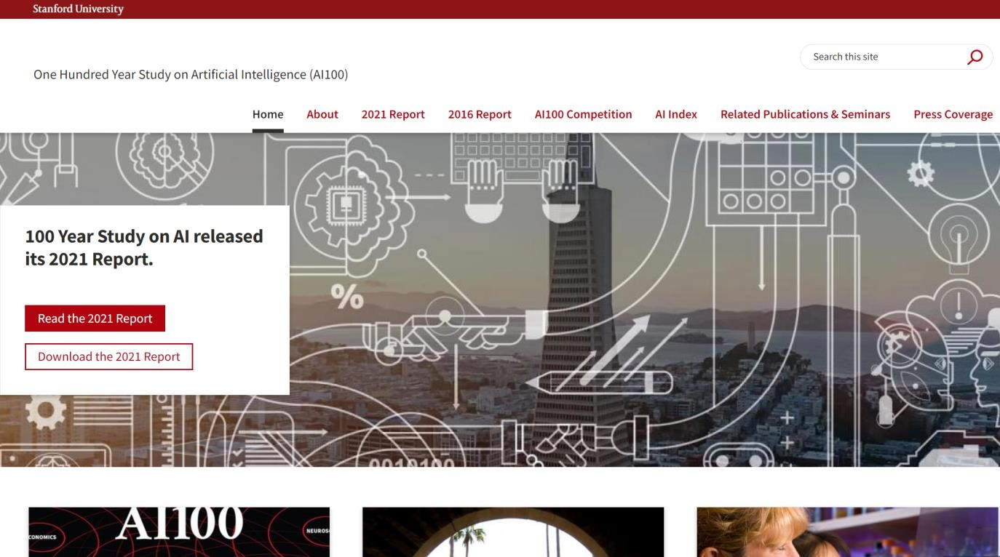 Stanford University
Search this site
One Hundred Year Study on Artificial Intelligence (AI100)
Home About 2021 Report 2016 Report AI100 Competition AI Index Related Publications & Seminars Press Coverage
100 Year Study on AI released
its 2021 Report.
%
Read the 2021 Report
Download the 2021 Report
0010100
AI100
CONOMICS
NEUROS